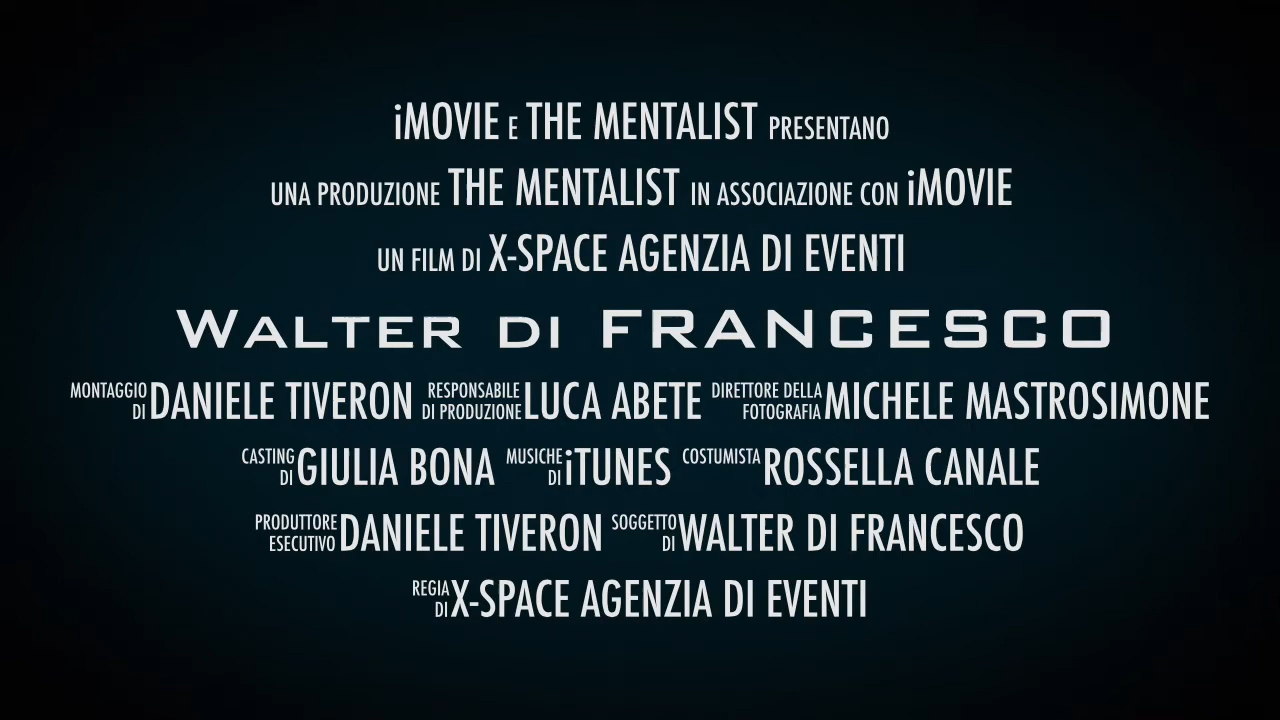 iMOVIE E THE MENTALIST PRESENTANO
UNA PRODUZIONE THE MENTALIST IN ASSOCIAZIONE CON iMOVIE
UN FILM DI X-SPACE AGENZIA DI EVENTI
WALTER DI FRANCESCO
MONTAGGIO DI DANIELE TIVERON RESPONSABILE DI PRODUZIONE LUCA ABETE DIRETTORE DELLA FOTOGRAFIA MICHELE MASTROSIMONE
CASTING DI GIULIA BONA MUSICHE DI iTUNES COSTUMISTA ROSSELLA CANALE
PRODUTTORE ESECUTIVO DANIELE TIVERON SOGGETTO DI WALTER DI FRANCESCO
REGIA DI X-SPACE AGENZIA DI EVENTI